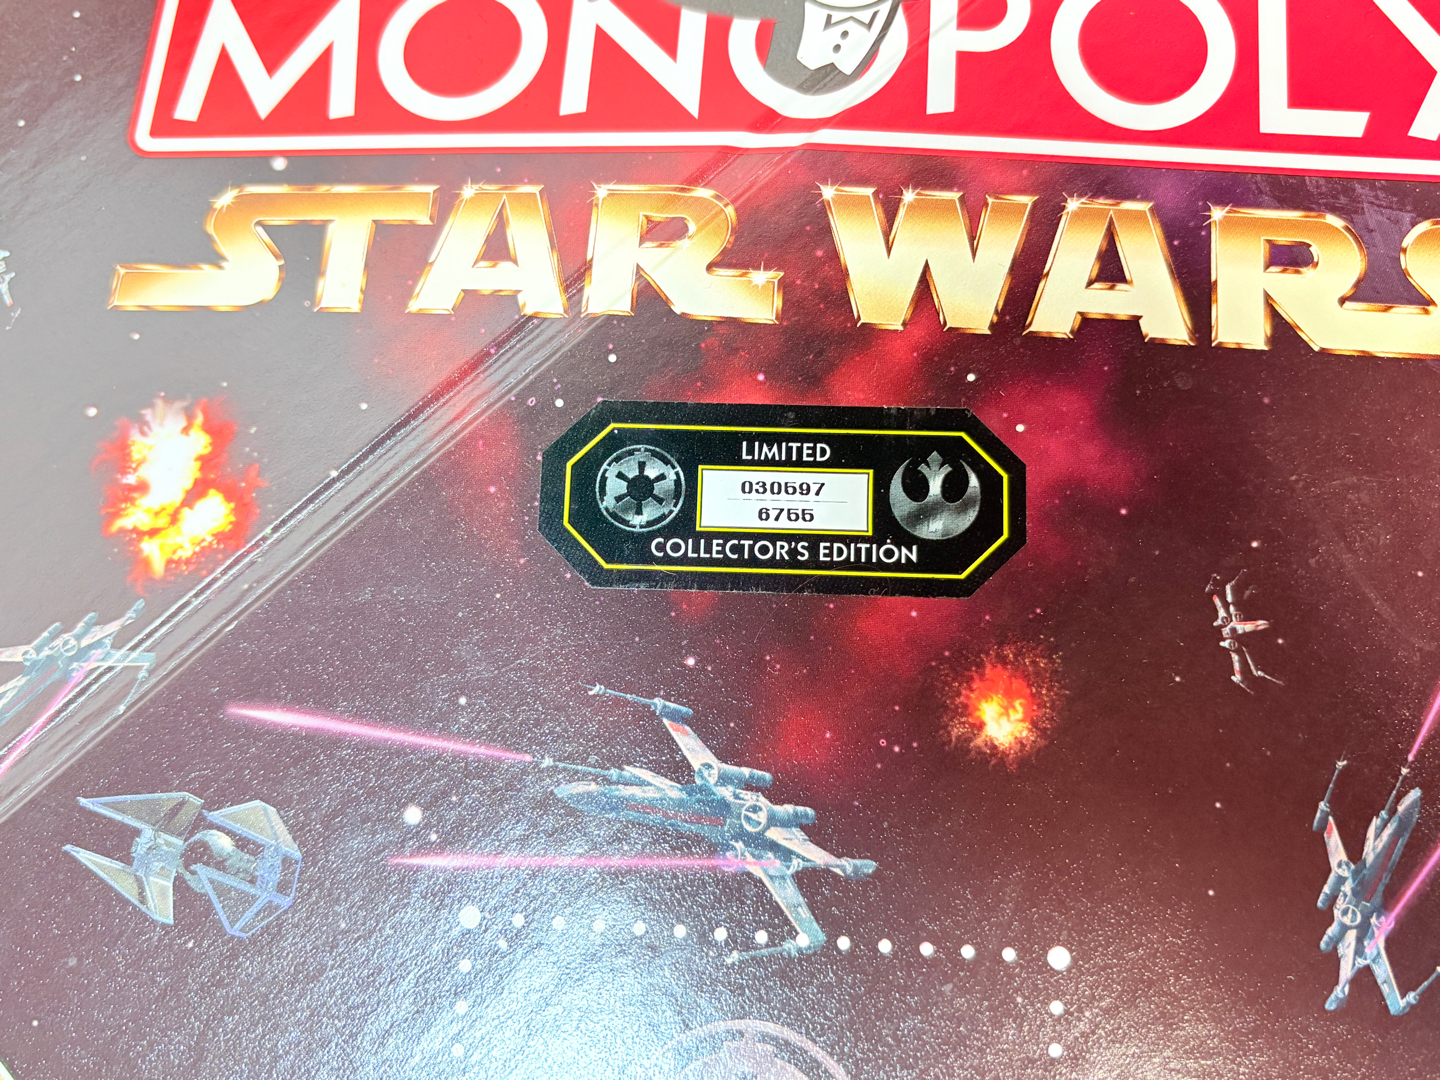 MONOPOLY
STAR WARS
LIMITED
030597
6755
COLLECTOR'S EDITION